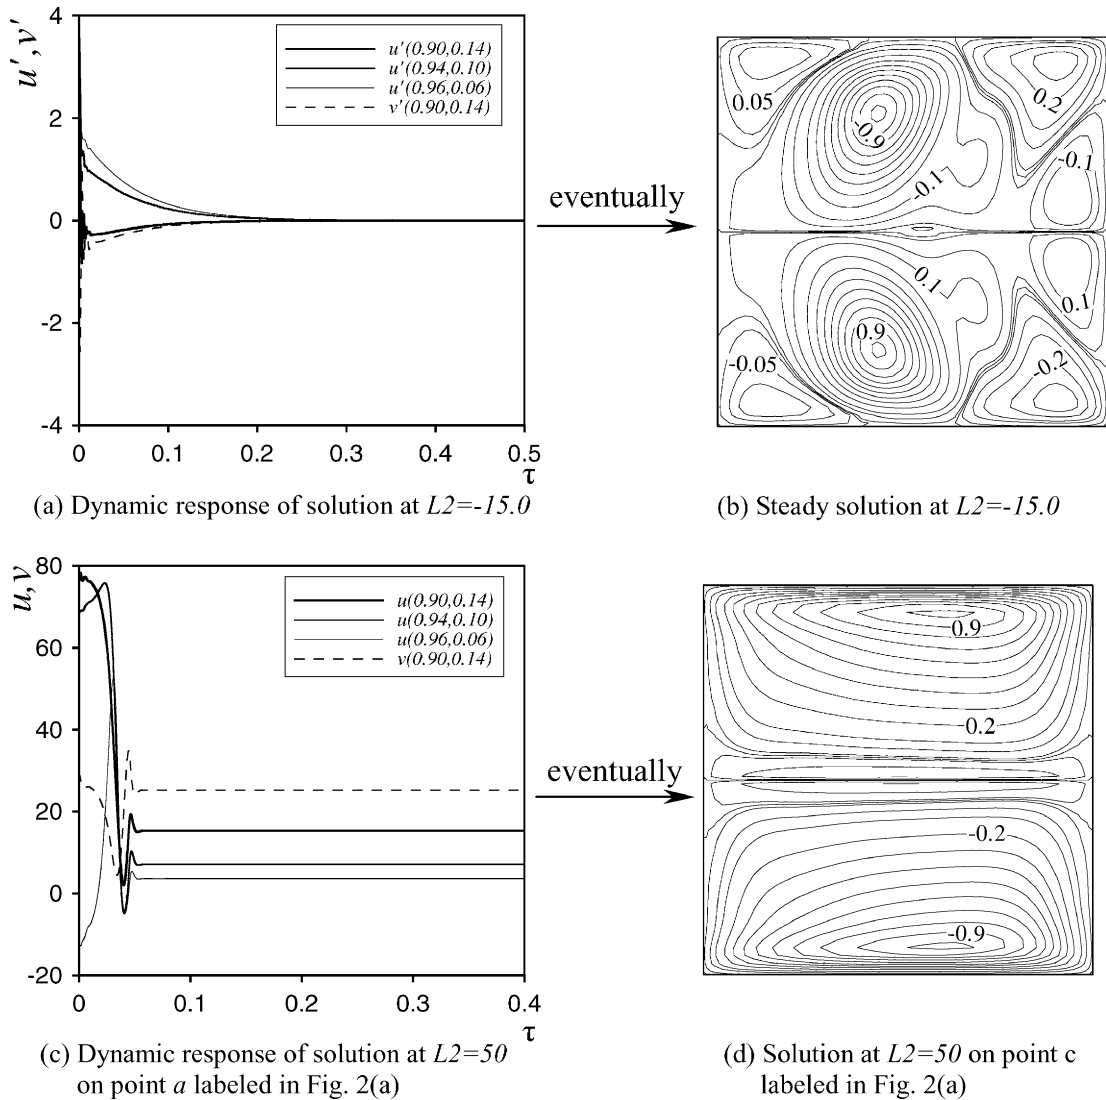 u',v'
4
2
0
-2
-4
u'(0.90,0.14)
u'(0.94,0.10)
u'(0.96,0.06)
v'(0.90,0.14)
0
0.1
0.2
0.3
0.4
0.5
τ
eventually
0.05
-0.9
-0.1
0.2
-0.1
-0.05
0.9
0.1
-0.2
0.1
(a) Dynamic response of solution at L2=-15.0
(b) Steady solution at L2=-15.0
u,v
80
60
40
20
0
-20
u(0.90,0.14)
u(0.94,0.10)
u(0.96,0.06)
v(0.90,0.14)
0
0.1
0.2
0.3
0.4
τ
eventually
0.9
0.2
-0.2
-0.9
(c) Dynamic response of solution at L2=50
on point a labeled in Fig. 2(a)
(d) Solution at L2=50 on point c
labeled in Fig. 2(a)